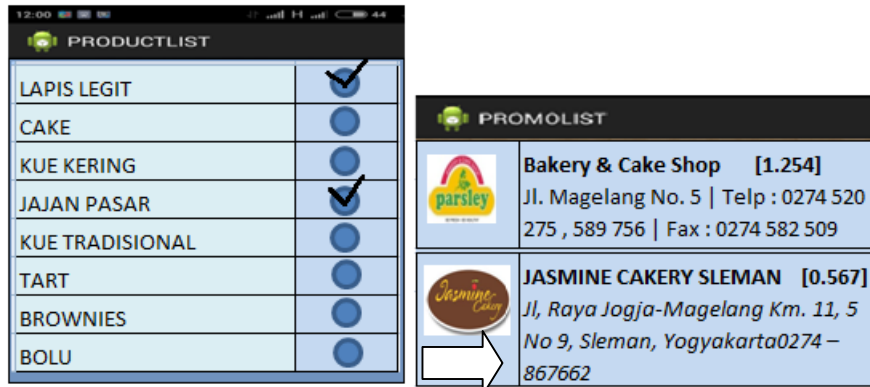 12:00 H 44
PRODUCTLIST
LAPIS LEGIT
CAKE
KUE KERING
JAJAN PASAR
KUE TRADISIONAL
TART
BROWNIES
BOLU
PROMOLIST
parsley
Bakery & Cake Shop [1.254]
Jl. Magelang No. 5 | Telp : 0274 520
275 , 589 756 | Fax : 0274 582 509
Jasmine
Cakery
JASMINE CAKERY SLEMAN [0.567]
Jl, Raya Jogja-Magelang Km. 11, 5
No 9, Sleman, Yogyakarta0274 –
867662